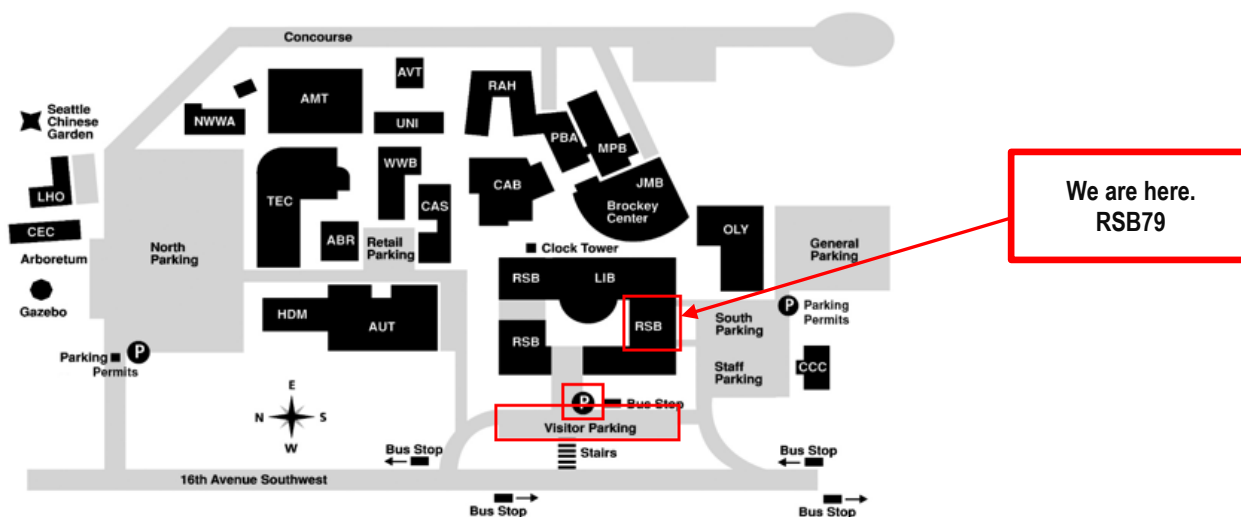 Concourse
AVT
RAH
AMT
Seattle
Chinese
Garden
NWWA
UNI
PBA
MPB
WWB
JMB
LHO
TEC
CAB
CAS
Brockey
Center
We are here.
RSB79
CEC
Arboretum
North
Parking
ABR
Retail
Parking
Clock Tower
OLY
General
Parking
Gazebo
RSB
LIB
HDM
AUT
RSB
RSB
South
Parking
P
Parking
Permits
Parking
Permits
P
Staff
Parking
CCC
E
N
S
W
P
Bus Stop
Visitor Parking
Stairs
Bus Stop
Bus Stop
16th Avenue Southwest
Bus Stop
Bus Stop